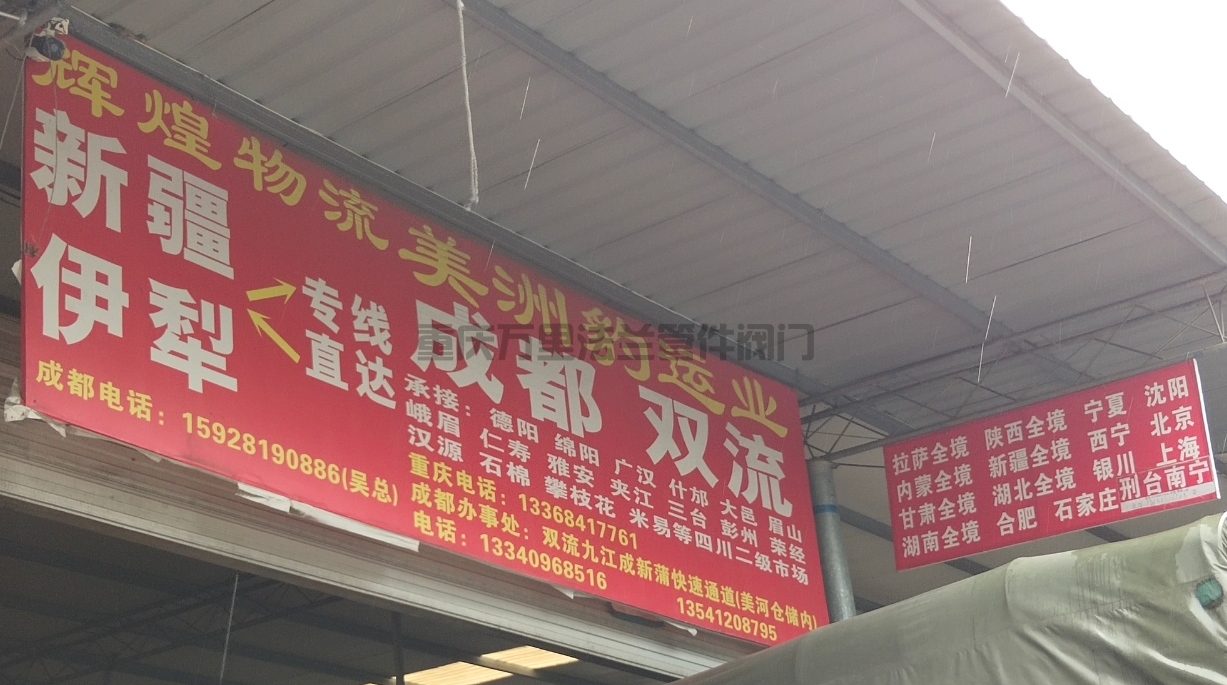 辉煌物流美洲豹运业
新疆
伊犁
专线
直达
成都 双流
成都电话：15928190886(吴总)
承接：德阳 绵阳 广汉 什邡 大邑 眉山
峨眉 仁寿 雅安 夹江 三台 彭州 荣经
汉源 石棉 攀枝花 米易等四川二级市场
重庆电话：13368417761
成都办事处：双流九江成新蒲快速通道(美河仓储内)
电话：13340968516 13541208795
拉萨全境 陕西全境 宁夏 沈阳
内蒙全境 新疆全境 西宁 北京
甘肃全境 湖北全境 银川 上海
湖南全境 合肥 石家庄 邢台南宁
重庆万里法兰管件阀门